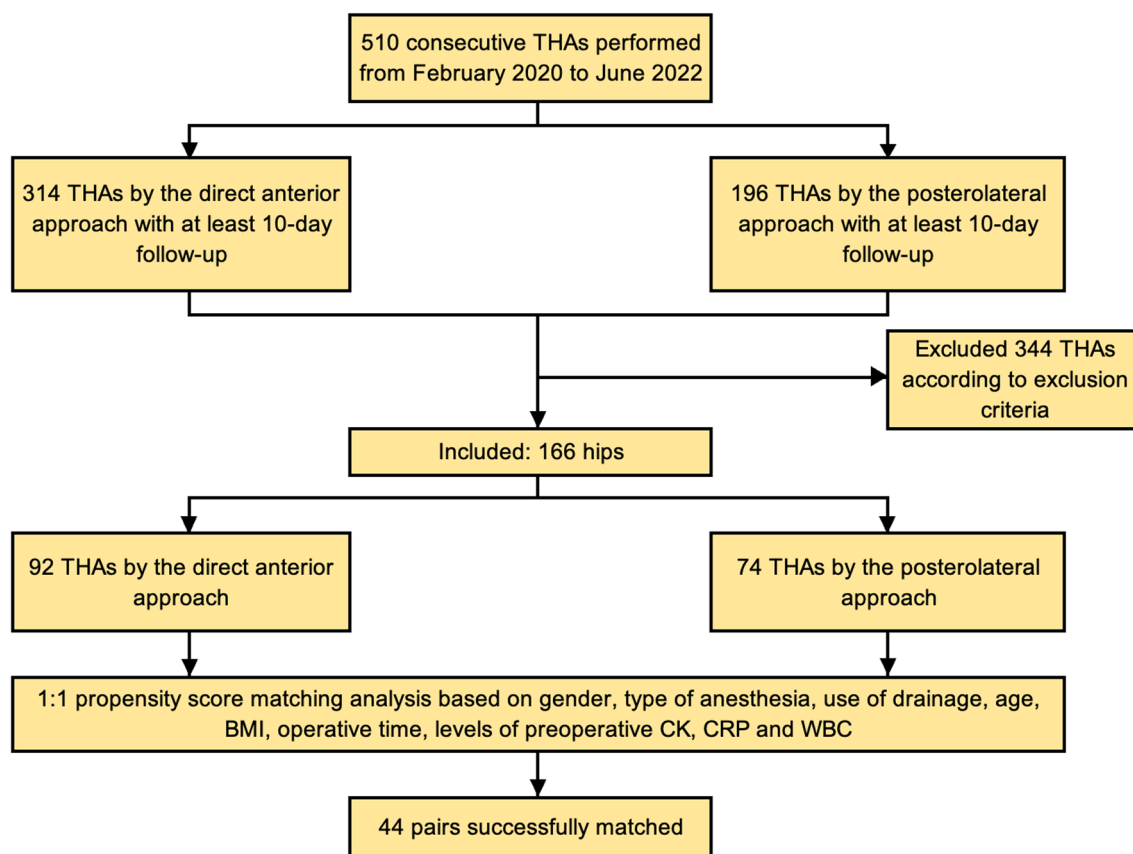 510 consecutive THAs performed
from February 2020 to June 2022
314 THAs by the direct anterior
approach with at least 10-day
follow-up
196 THAs by the posterolateral
approach with at least 10-day
follow-up
Excluded 344 THAs
according to exclusion
criteria
Included: 166 hips
92 THAs by the direct anterior
approach
74 THAs by the posterolateral
approach
1:1 propensity score matching analysis based on gender, type of anesthesia, use of drainage, age,
BMI, operative time, levels of preoperative CK, CRP and WBC
44 pairs successfully matched